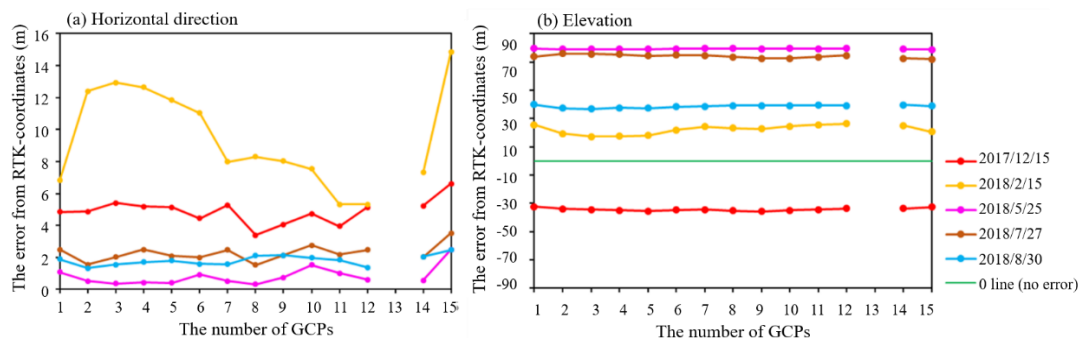 (a) Horizontal direction
The error from RTK-coordinates (m)
16
14
12
10
8
6
4
2
0
1 2 3 4 5 6 7 8 9 10 11 12 13 14 15
The number of GCPs
(b) Elevation
The error from RTK-coordinates (m)
90
70
50
30
10
-10
-30
-50
-70
-90
1 2 3 4 5 6 7 8 9 10 11 12 13 14 15
The number of GCPs
2017/12/15
2018/2/15
2018/5/25
2018/7/27
2018/8/30
0 line (no error)